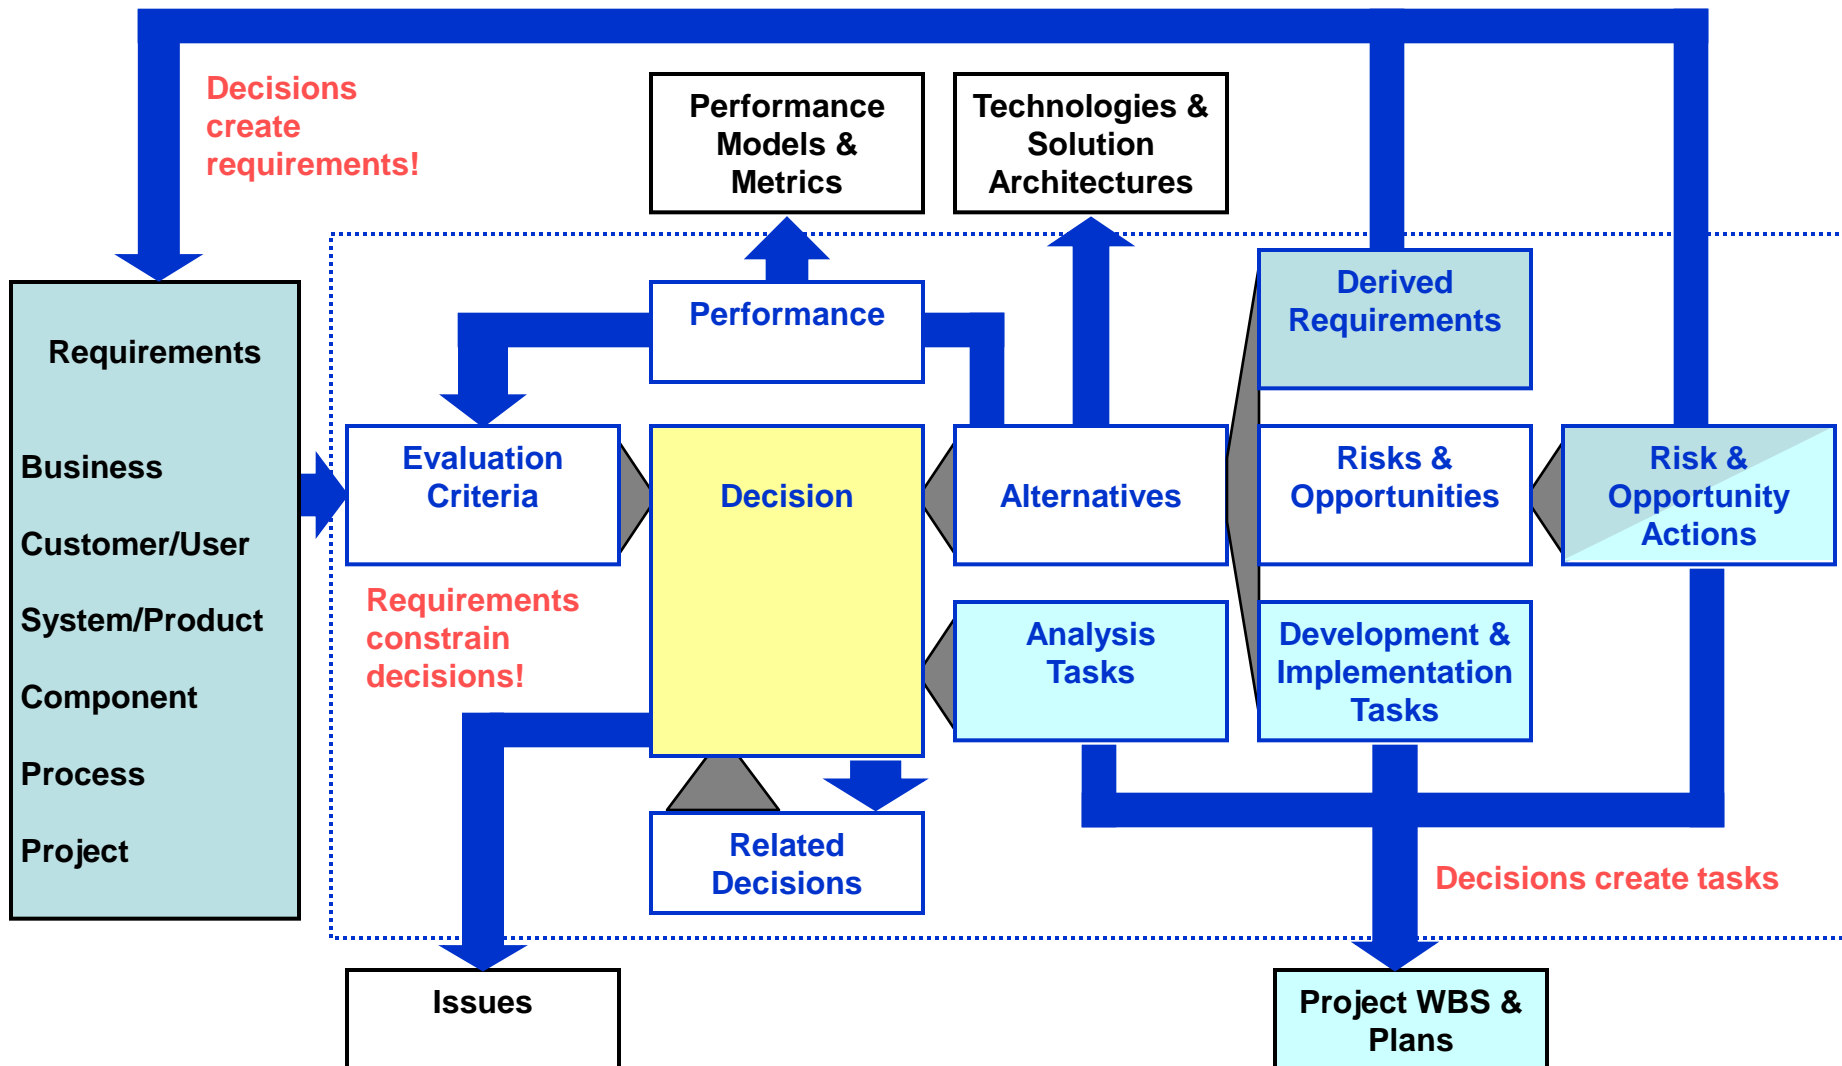 Decisions
create
requirements!
Performance
Models &
Metrics
Technologies &
Solution
Architectures
Requirements
Business
Customer/User
System/Product
Component
Process
Project
Performance
Derived
Requirements
Evaluation
Criteria
Decision
Alternatives
Risks &
Opportunities
Risk &
Opportunity
Actions
Requirements
constrain
decisions!
Analysis
Tasks
Development &
Implementation
Tasks
Related
Decisions
Decisions create tasks
Issues
Project WBS &
Plans